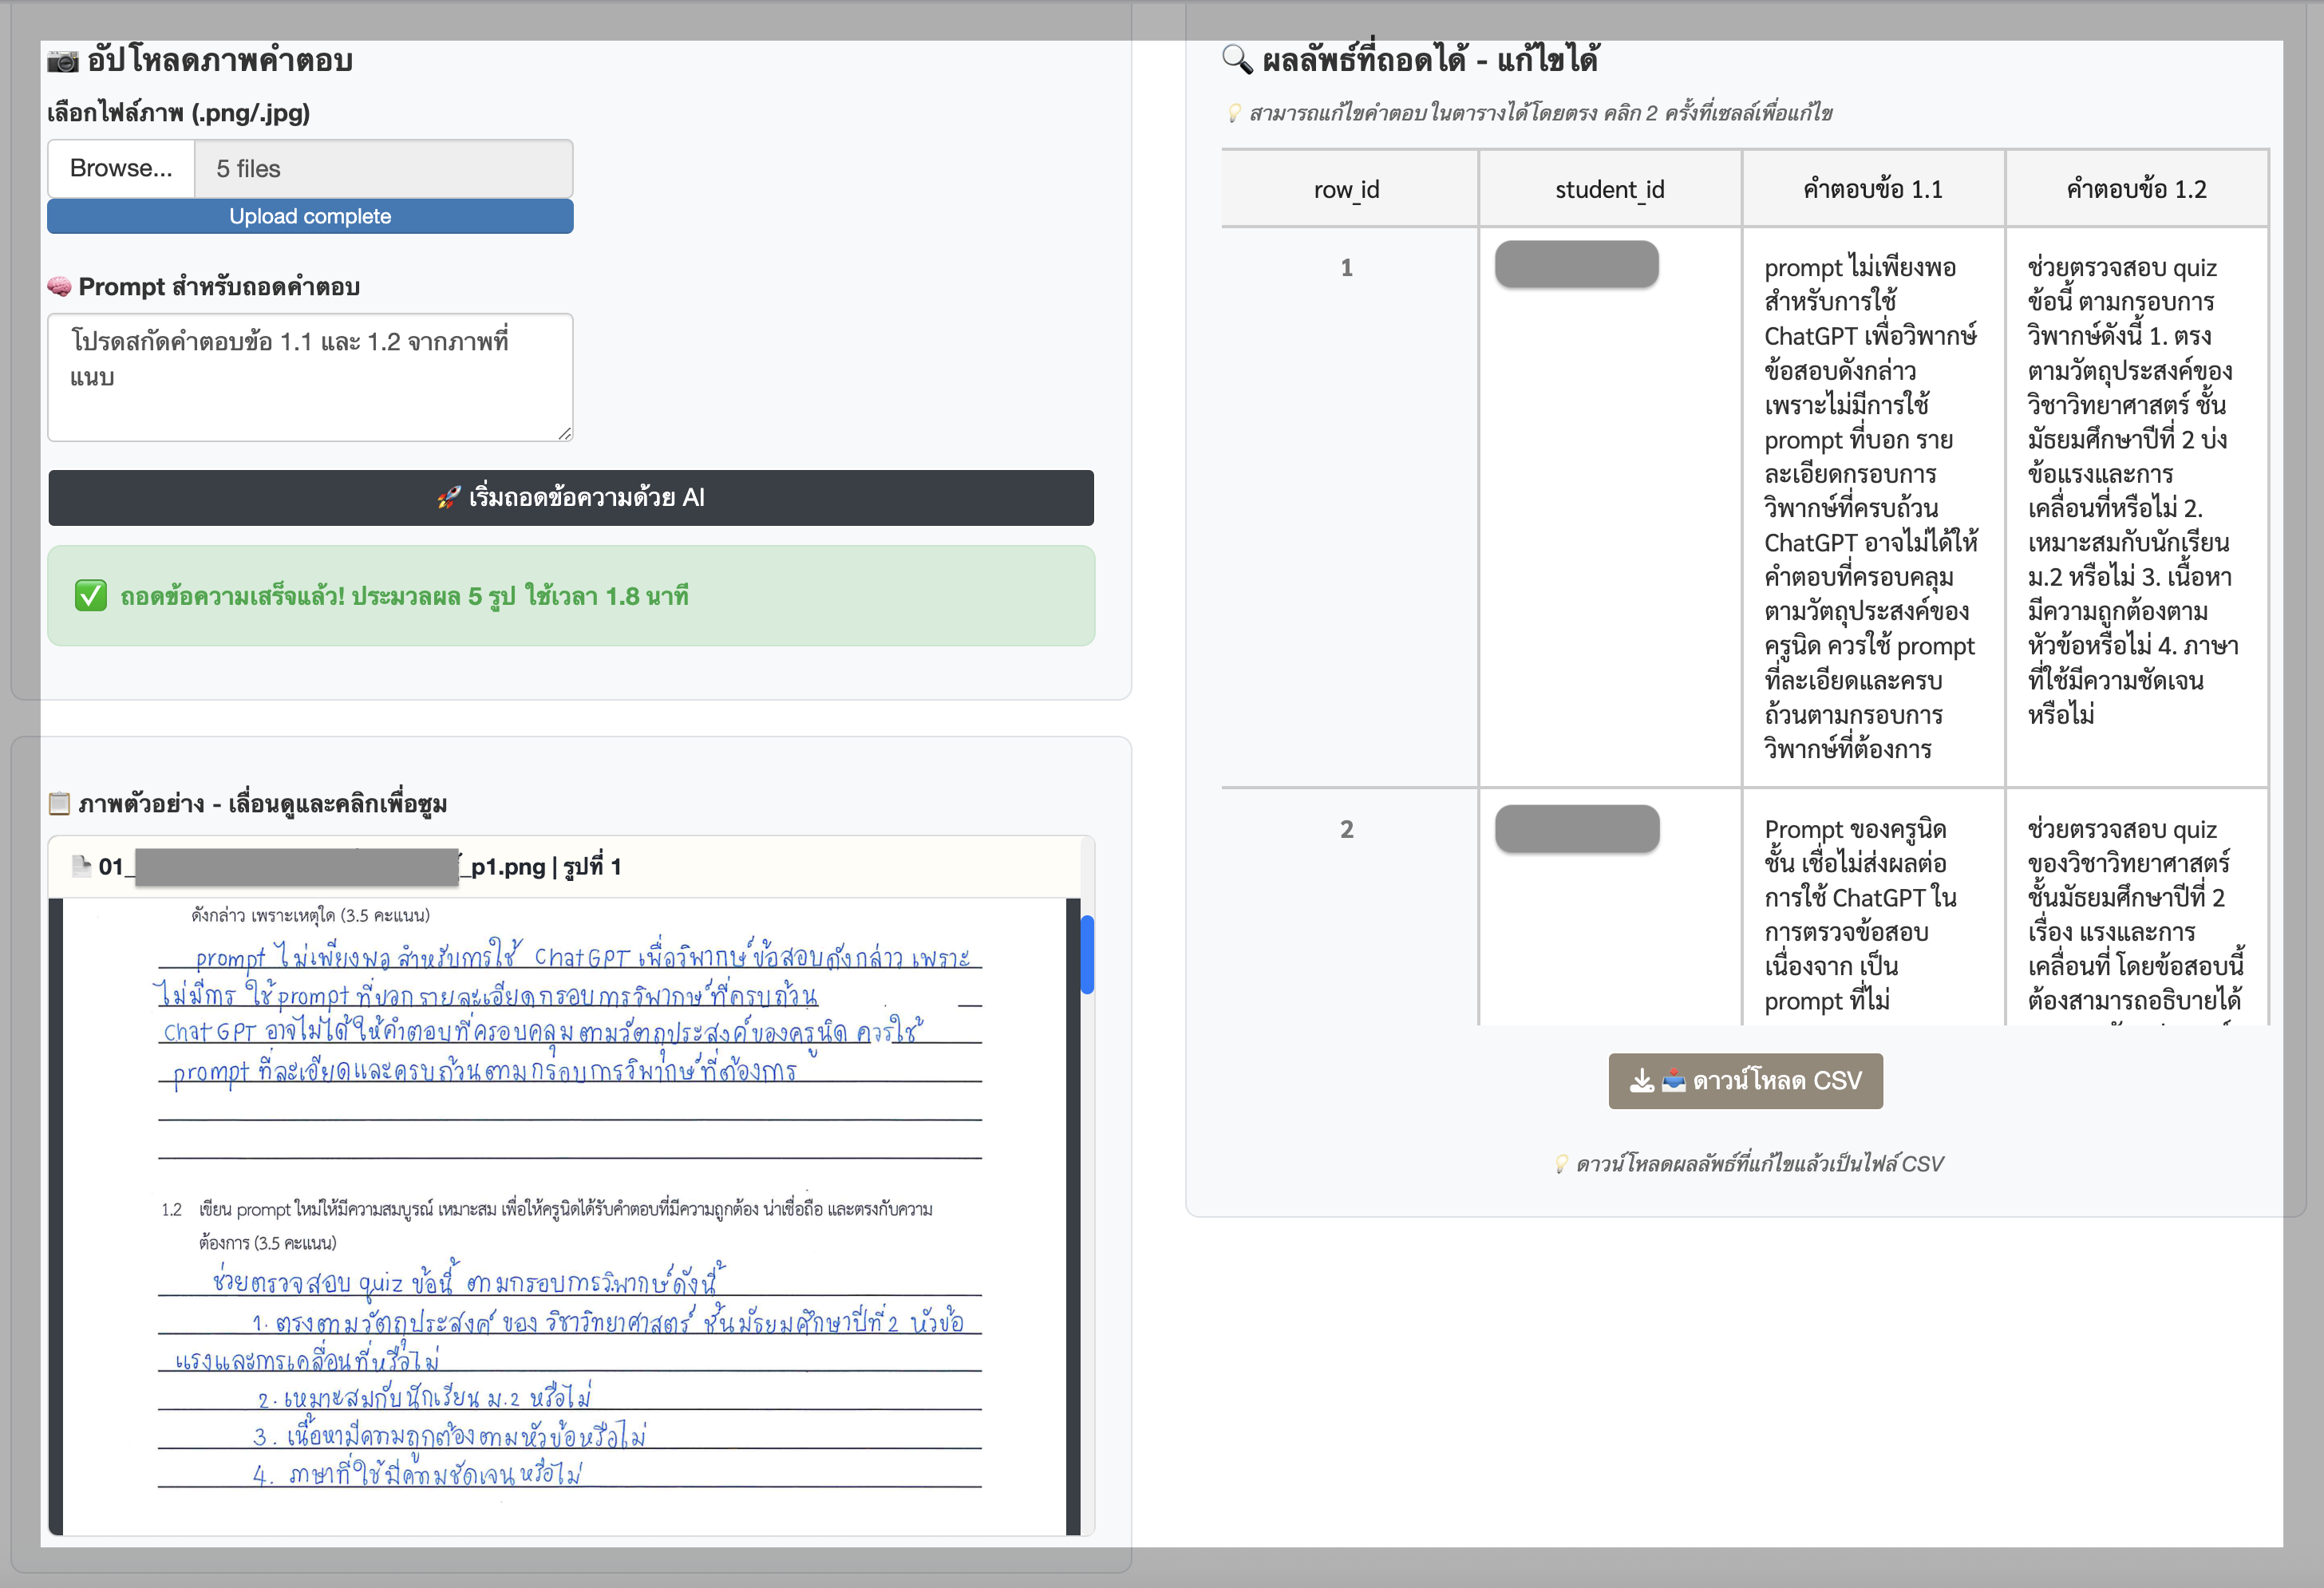 📷 อัปโหลดภาพคำตอบ
เลือกไฟล์ภาพ (.png/.jpg)
Browse... 5 files
Upload complete
🧠 Prompt สำหรับถอดคำตอบ
โปรดสกัดคำตอบข้อ 1.1 และ 1.2 จากภาพที่
แนบ
🚀 เริ่มถอดข้อความด้วย AI
✅ ถอดข้อความเสร็จแล้ว! ประมวลผล 5 รูป ใช้เวลา 1.8 นาที
📋 ภาพตัวอย่าง - เลื่อนดูและคลิกเพื่อซูม
01_ _p1.png | รูปที่ 1
ดังกล่าว เพราะเหตุใด (3.5 คะแนน)
prompt ไม่เพียงพอ สำหรับการใช้ ChatGPT เพื่อวิพากษ์ ข้อสอบดังกล่าว เพราะ
ไม่มีการ ใช้ prompt ที่บอก รายละเอียด กรอบการวิพากษ์ ที่ครบถ้วน
ChatGPT อาจไม่ได้ ให้คำตอบที่ครอบคลุม ตามวัตถุประสงค์ ของครูนิด ควรใช้
prompt ที่ละเอียดและครบถ้วน ตามกรอบการวิพากษ์ ที่ต้องการ
1.2 เขียน prompt ใหม่ให้มีความสมบูรณ์ เหมาะสม เพื่อให้ครูนิดได้รับคำตอบที่มีความถูกต้อง น่าเชื่อถือ และตรงกับความ
ต้องการ (3.5 คะแนน)
ช่วยตรวจสอบ quiz ข้อนี้ ตามกรอบการวิพากษ์ ดังนี้
1. ตรงตามวัตถุประสงค์ ของ วิชาวิทยาศาสตร์ ชั้นมัธยมศึกษาปีที่ 2 หัวข้อ
แรงและการเคลื่อนที่หรือไม่
2. เหมาะสมกับนักเรียน ม.2 หรือไม่
3. เนื้อหามีความถูกต้อง ตามหัวข้อหรือไม่
4. ภาษาที่ใช้มีความชัดเจน หรือไม่
🔍 ผลลัพธ์ที่ถอดได้ - แก้ไขได้
💡 สามารถแก้ไขคำตอบในตารางได้โดยตรง คลิก 2 ครั้งที่เซลล์เพื่อแก้ไข
row_id student_id คำตอบข้อ 1.1 คำตอบข้อ 1.2
1
prompt ไม่เพียงพอ
สำหรับการใช้
ChatGPT เพื่อวิพากษ์
ข้อสอบดังกล่าว
เพราะไม่มีการใช้
prompt ที่บอก ราย
ละเอียดกรอบการ
วิพากษ์ที่ครบถ้วน
ChatGPT อาจไม่ได้ให้
คำตอบที่ครอบคลุม
ตามวัตถุประสงค์ของ
ครูนิด ควรใช้ prompt
ที่ละเอียดและครบ
ถ้วนตามกรอบการ
วิพากษ์ที่ต้องการ
ช่วยตรวจสอบ quiz
ข้อนี้ ตามกรอบการ
วิพากษ์ดังนี้ 1. ตรง
ตามวัตถุประสงค์ของ
วิชาวิทยาศาสตร์ ชั้น
มัธยมศึกษาปีที่ 2 บ่ง
ข้อแรงและการ
เคลื่อนที่หรือไม่ 2.
เหมาะสมกับนักเรียน
ม.2 หรือไม่ 3. เนื้อหา
มีความถูกต้องตาม
หัวข้อหรือไม่ 4. ภาษา
ที่ใช้มีความชัดเจน
หรือไม่
2
Prompt ของครูนิด
ชั้น เชื่อไม่ส่งผลต่อ
การใช้ ChatGPT ใน
การตรวจข้อสอบ
เนื่องจาก เป็น
prompt ที่ไม่
ช่วยตรวจสอบ quiz
ของวิชาวิทยาศาสตร์
ชั้นมัธยมศึกษาปีที่ 2
เรื่อง แรงและการ
เคลื่อนที่ โดยข้อสอบนี้
ต้องสามารถอธิบายได้
📤 ดาวน์โหลด CSV
💡 ดาวน์โหลดผลลัพธ์ที่แก้ไขแล้วเป็นไฟล์ CSV